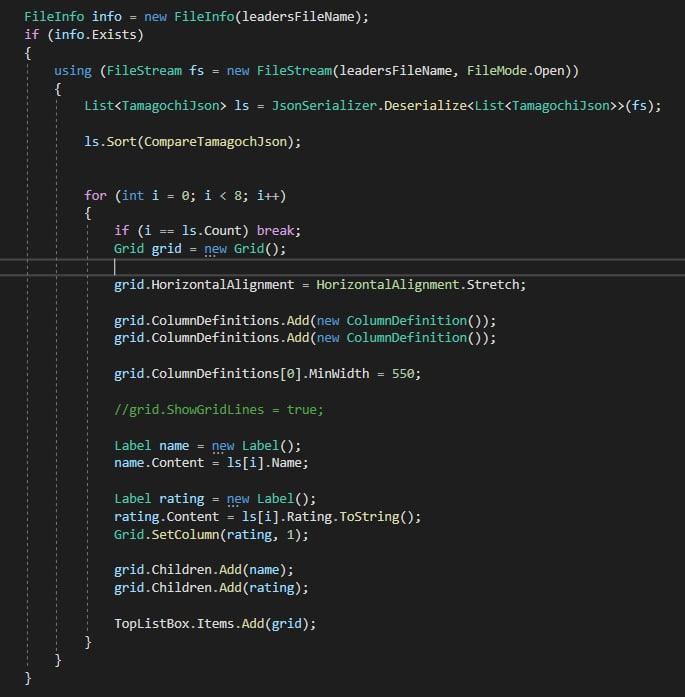 FileInfo info = new FileInfo(leadersFileName);
if (info.Exists)
{
using (FileStream fs = new FileStream(leadersFileName, FileMode.Open))
{
List<TamagochiJson> ls = JsonSerializer.Deserialize<List<TamagochiJson>>(fs);
ls.Sort(CompareTamagochJson);
for (int i = 0; i < 8; i++)
{
if (i == ls.Count) break;
Grid grid = new Grid();
grid.HorizontalAlignment = HorizontalAlignment.Stretch;
grid.ColumnDefinitions.Add(new ColumnDefinition());
grid.ColumnDefinitions.Add(new ColumnDefinition());
grid.ColumnDefinitions[0].MinWidth = 550;
//grid.ShowGridLines = true;
Label name = new Label();
name.Content = ls[i].Name;
Label rating = new Label();
rating.Content = ls[i].Rating.ToString();
Grid.SetColumn(rating, 1);
grid.Children.Add(name);
grid.Children.Add(rating);
TopListBox.Items.Add(grid);
}
}
}